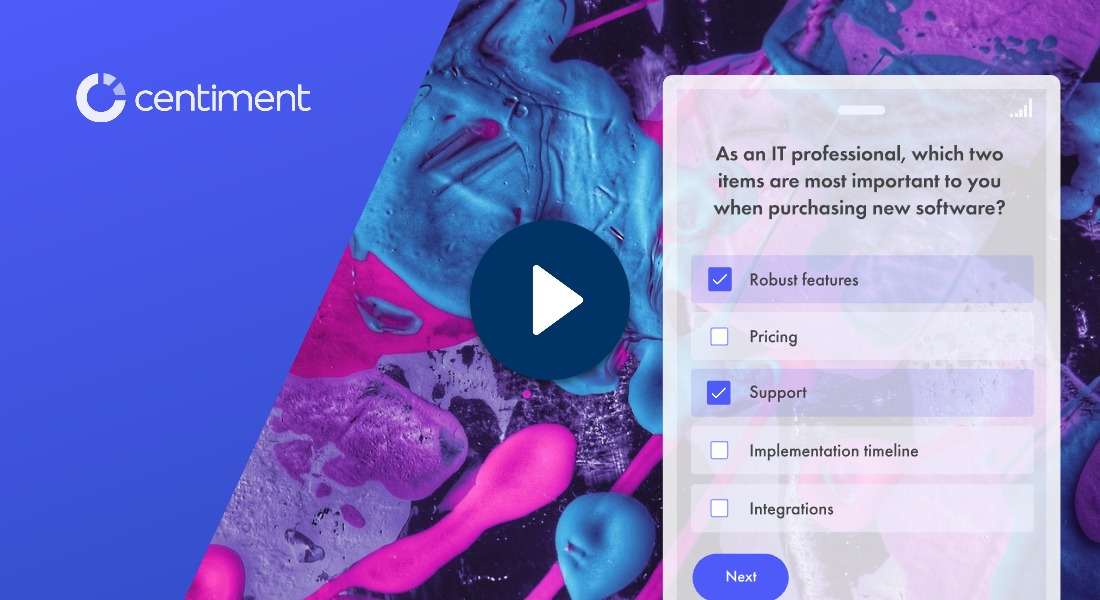 centiment
As an IT professional, which two
items are most important to you
when purchasing new software?
Robust features
Pricing
Support
Implementation timeline
Integrations
Next